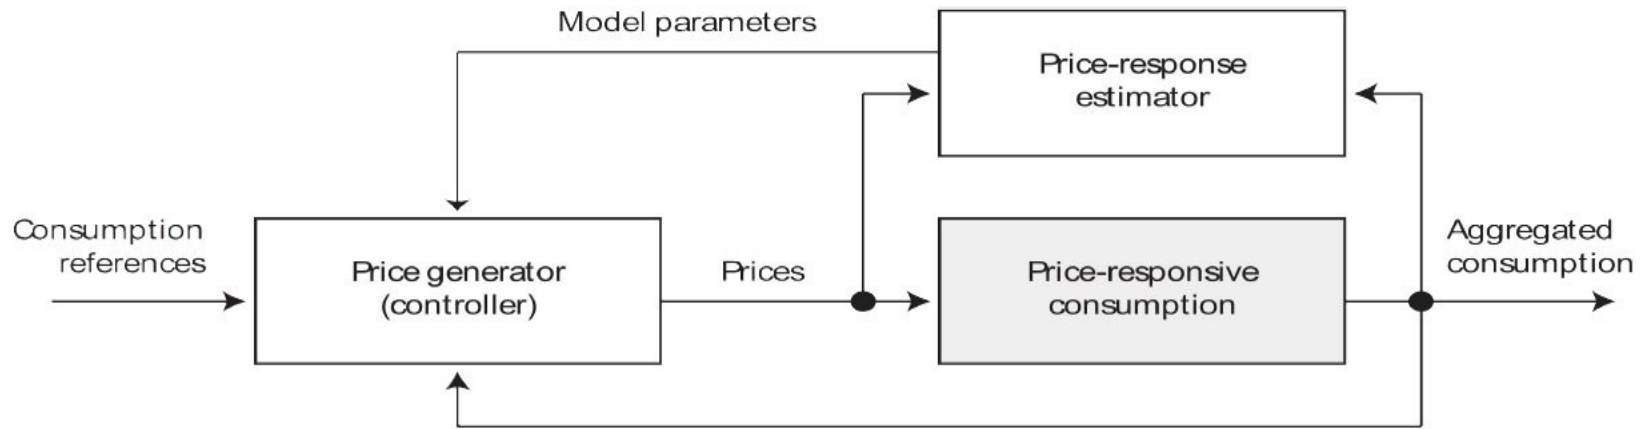 Model parameters
Price-response
estimator
Consumption
references
Price generator
(controller)
Prices
Price-responsive
consumption
Aggregated
consumption